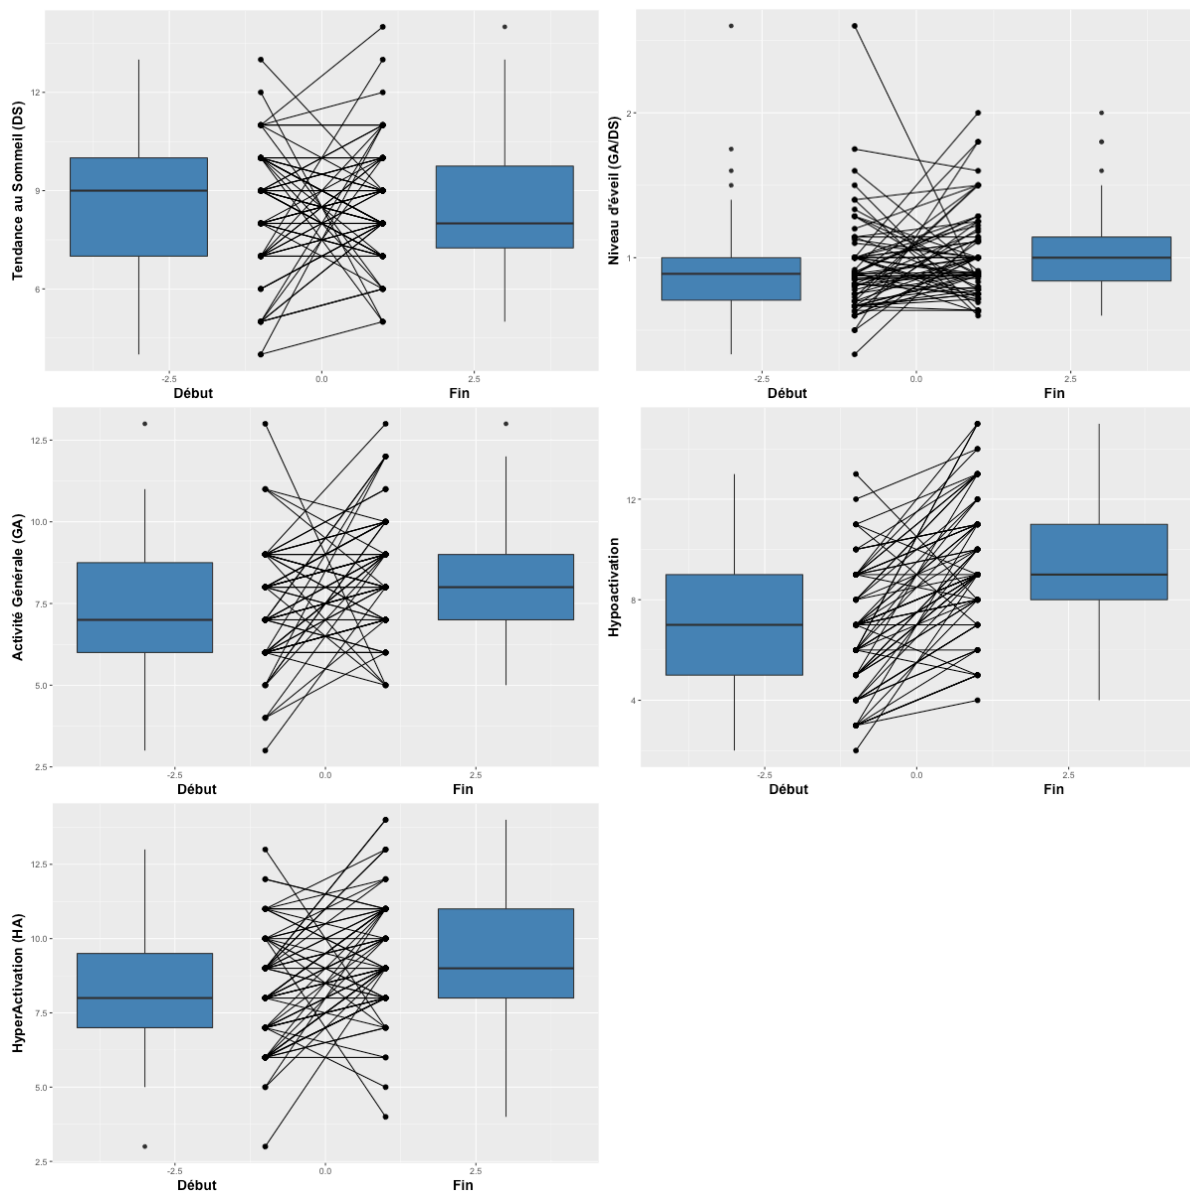 Tendance au Sommeil (DS)
12
9
6
-2.5 0.0 2.5
Début Fin
Niveau d'éveil (GA/DS)
2
1
-2.5 0.0 2.5
Début Fin
Activité Générale (GA)
12.5
10.0
7.5
5.0
2.5
-2.5 0.0 2.5
Début Fin
Hypoactivation
12
8
4
-2.5 0.0 2.5
Début Fin
HyperActivation (HA)
12.5
10.0
7.5
5.0
2.5
-2.5 0.0 2.5
Début Fin